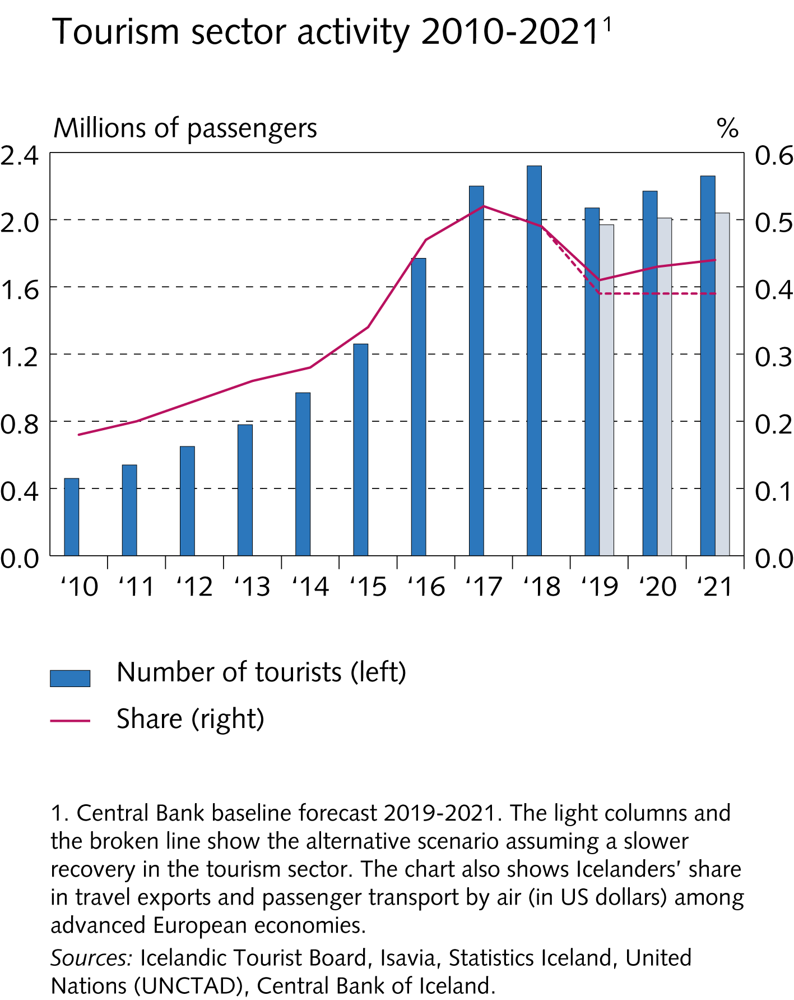 Tourism sector activity 2010-2021¹
Millions of passengers %
2.4 0.6
2.0 0.5
1.6 0.4
1.2 0.3
0.8 0.2
0.4 0.1
0.0 0.0
‘10 ‘11 ‘12 ‘13 ‘14 ‘15 ‘16 ‘17 ‘18 ‘19 ‘20 ‘21
Number of tourists (left)
Share (right)
1. Central Bank baseline forecast 2019-2021. The light columns and
the broken line show the alternative scenario assuming a slower
recovery in the tourism sector. The chart also shows Icelanders’ share
in travel exports and passenger transport by air (in US dollars) among
advanced European economies.
Sources: Icelandic Tourist Board, Isavia, Statistics Iceland, United
Nations (UNCTAD), Central Bank of Iceland.